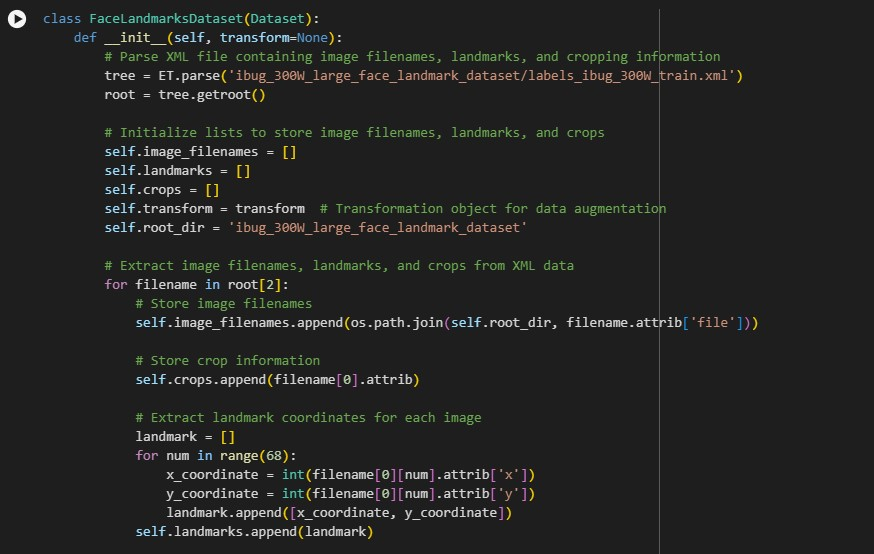 class FaceLandmarksDataset(Dataset):
    def __init__(self, transform=None):
        # Parse XML file containing image filenames, landmarks, and cropping information
        tree = ET.parse('ibug_300W_large_face_landmark_dataset/labels_ibug_300W_train.xml')
        root = tree.getroot()

        # Initialize lists to store image filenames, landmarks, and crops
        self.image_filenames = []
        self.landmarks = []
        self.crops = []
        self.transform = transform  # Transformation object for data augmentation
        self.root_dir = 'ibug_300W_large_face_landmark_dataset'

        # Extract image filenames, landmarks, and crops from XML data
        for filename in root[2]:
            # Store image filenames
            self.image_filenames.append(os.path.join(self.root_dir, filename.attrib['file']))

            # Store crop information
            self.crops.append(filename[0].attrib)

            # Extract landmark coordinates for each image
            landmark = []
            for num in range(68):
                x_coordinate = int(filename[0][num].attrib['x'])
                y_coordinate = int(filename[0][num].attrib['y'])
                landmark.append([x_coordinate, y_coordinate])
            self.landmarks.append(landmark)